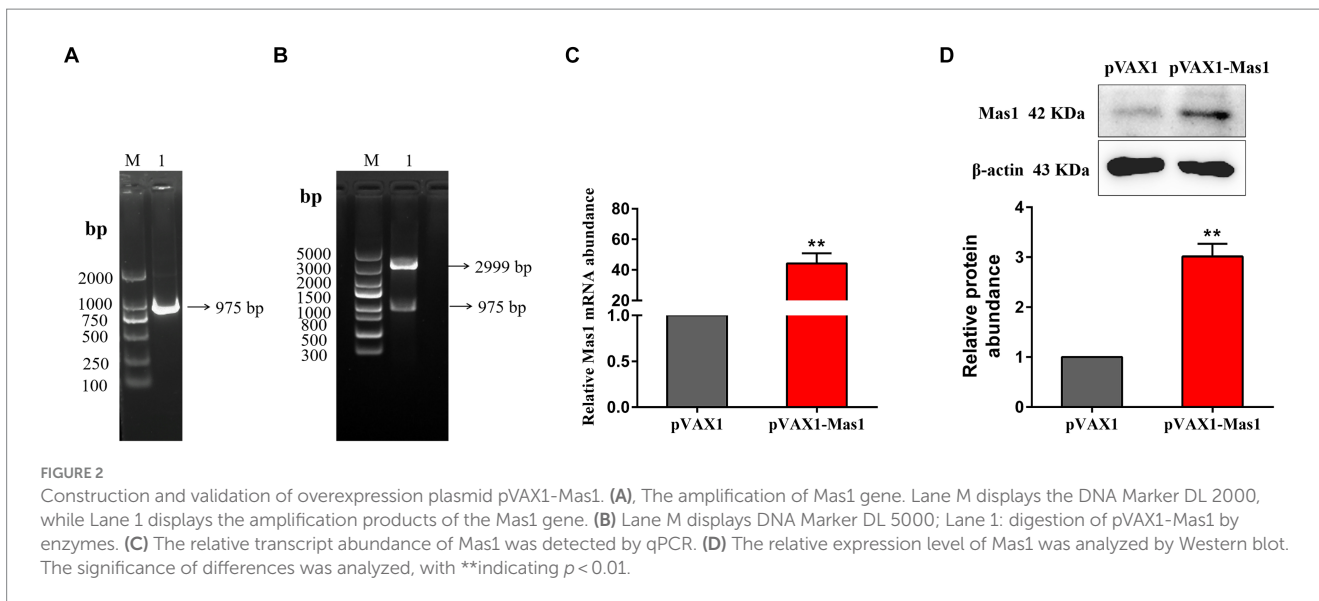 A
B
C
D
M 1
bp
2000
1000
750
500
250
100
→ 975 bp
M 1
bp
5000
3000
2000
1500
1000
800
500
300
→ 2999 bp
→ 975 bp
Relative Mas1 mRNA abundance
80
60
40
20
1.0
0.5
0.0
**
pVAX1 pVAX1-Mas1
pVAX1 pVAX1-Mas1
Mas1 42 KDa
β-actin 43 KDa
Relative protein
abundance
4
3
2
1
0
**
pVAX1 pVAX1-Mas1
FIGURE 2
Construction and validation of overexpression plasmid pVAX1-Mas1. (A), The amplification of Mas1 gene. Lane M displays the DNA Marker DL 2000,
while Lane 1 displays the amplification products of the Mas1 gene. (B) Lane M displays DNA Marker DL 5000; Lane 1: digestion of pVAX1-Mas1 by
enzymes. (C) The relative transcript abundance of Mas1 was detected by qPCR. (D) The relative expression level of Mas1 was analyzed by Western blot.
The significance of differences was analyzed, with **indicating p < 0.01.